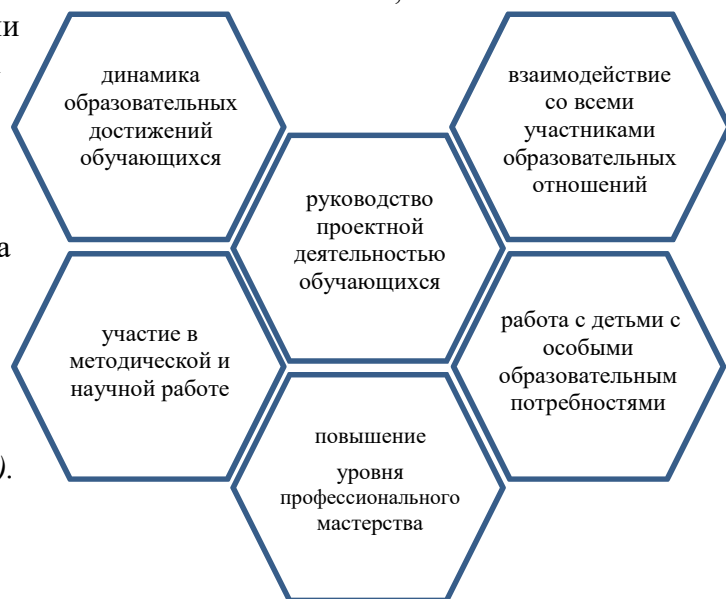 динамика
образовательных
достижений
обучающихся
взаимодействие
со всеми
участниками
образовательных
отношений
руководство
проектной
деятельностью
обучающихся
участие в
методической и
научной работе
работа с детьми с
особыми
образовательным
потребностями
повышение
уровня
профессионального
мастерства